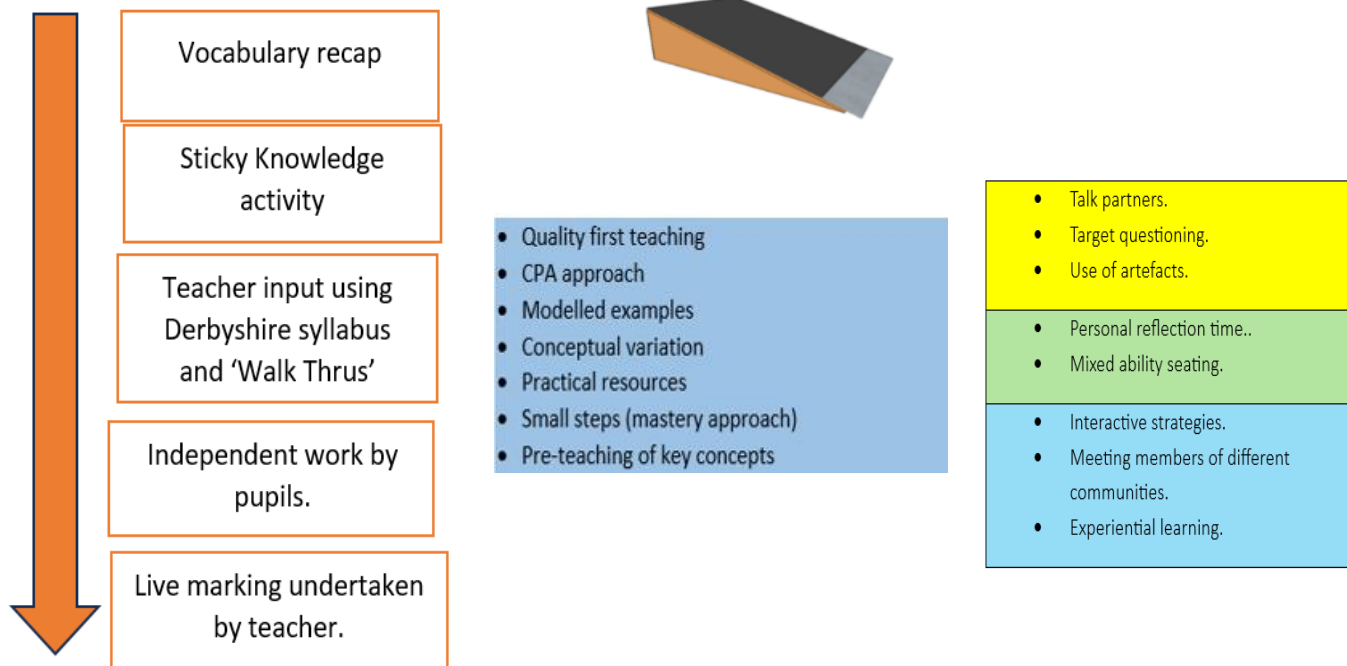 Vocabulary recap
Sticky Knowledge
activity
Teacher input using
Derbyshire syllabus
and ‘Walk Thrus’
Independent work by
pupils.
Live marking undertaken
by teacher.
• Quality first teaching
• CPA approach
• Modelled examples
• Conceptual variation
• Practical resources
• Small steps (mastery approach)
• Pre-teaching of key concepts
• Talk partners.
• Target questioning.
• Use of artefacts.
• Personal reflection time..
• Mixed ability seating.
• Interactive strategies.
• Meeting members of different
communities.
• Experiential learning.